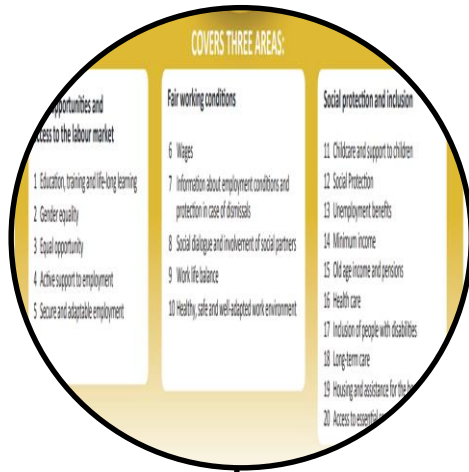 COVERS THREE AREAS:
opportunities and
access to the labour market
1 Education, training and life-long learning
2 Gender equality
3 Equal opportunity
4 Active support to employment
5 Secure and adaptable employment
Fair working conditions
6 Wages
7 Information about employment conditions and
protection in case of dismissals
8 Social dialogue and involvement of social partners
9 Work life balance
10 Healthy, safe and well-adapted work environment
Social protection and inclusion
11 Childcare and support to children
12 Social Protection
13 Unemployment benefits
14 Minimum income
15 Old age income and pensions
16 Health care
17 Inclusion of people with disabilities
18 Long-term care
19 Housing and assistance for the
20 Access to essential